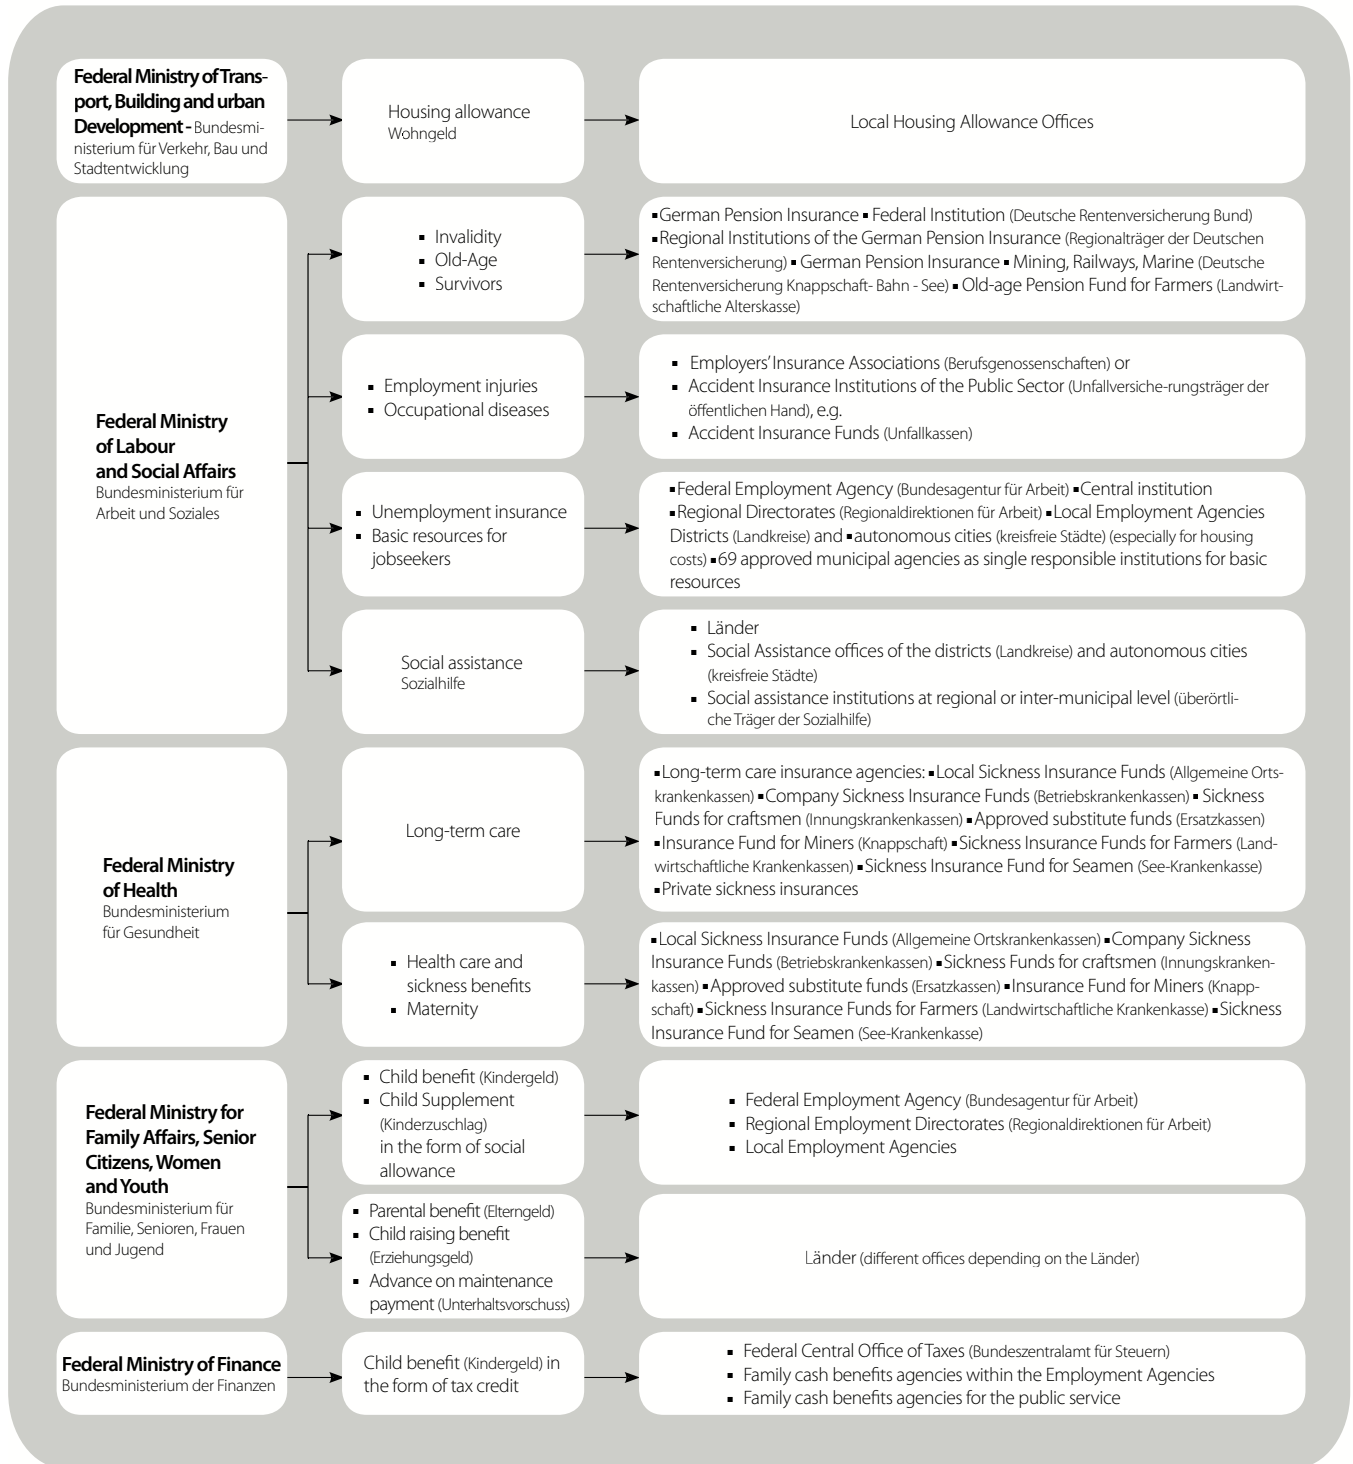 Federal Ministry of Trans-
port, Building and urban
Development - Bundesmi-
nisterium für Verkehr, Bau und
Stadtentwicklung
Housing allowance
Wohngeld
Local Housing Allowance Offices
Federal Ministry
of Labour
and Social Affairs
Bundesministerium für
Arbeit und Soziales
▪ Invalidity
▪ Old-Age
▪ Survivors
▪German Pension Insurance ▪ Federal Institution (Deutsche Rentenversicherung Bund)
▪Regional Institutions of the German Pension Insurance (Regionalträger der Deutschen
Rentenversicherung) ▪ German Pension Insurance ▪ Mining, Railways, Marine (Deutsche
Rentenversicherung Knappschaft- Bahn - See) ▪ Old-age Pension Fund for Farmers (Landwirt-
schaftliche Alterskasse)
▪ Employment injuries
▪ Occupational diseases
▪ Employers' Insurance Associations (Berufsgenossenschaften) or
▪ Accident Insurance Institutions of the Public Sector (Unfallversiche-rungsträger der
öffentlichen Hand), e.g.
▪ Accident Insurance Funds (Unfallkassen)
▪ Unemployment insurance
▪ Basic resources for
jobseekers
▪Federal Employment Agency (Bundesagentur für Arbeit) ▪Central institution
▪Regional Directorates (Regionaldirektionen für Arbeit) ▪Local Employment Agencies
Districts (Landkreise) and ▪autonomous cities (kreisfreie Städte) (especially for housing
costs) ▪69 approved municipal agencies as single responsible institutions for basic
resources
Social assistance
Sozialhilfe
▪ Länder
▪ Social Assistance offices of the districts (Landkreise) and autonomous cities
(kreisfreie Städte)
▪ Social assistance institutions at regional or inter-municipal level (überörtli-
che Träger der Sozialhilfe)
Federal Ministry
of Health
Bundesministerium
für Gesundheit
Long-term care
▪Long-term care insurance agencies: ▪Local Sickness Insurance Funds (Allgemeine Orts-
krankenkassen) ▪Company Sickness Insurance Funds (Betriebskrankenkassen) ▪ Sickness
Funds for craftsmen (Innungskrankenkassen) ▪Approved substitute funds (Ersatzkassen)
▪Insurance Fund for Miners (Knappschaft) ▪Sickness Insurance Funds for Farmers (Land-
wirtschaftliche Krankenkassen) ▪Sickness Insurance Fund for Seamen (See-Krankenkasse)
▪Private sickness insurances
▪ Health care and
sickness benefits
▪ Maternity
▪Local Sickness Insurance Funds (Allgemeine Ortskrankenkassen) ▪Company Sickness
Insurance Funds (Betriebskrankenkassen) ▪Sickness Funds for craftsmen (Innungskranken-
kassen) ▪Approved substitute funds (Ersatzkassen) ▪Insurance Fund for Miners (Knapp-
schaft) ▪Sickness Insurance Funds for Farmers (Landwirtschaftliche Krankenkasse) ▪Sickness
Insurance Fund for Seamen (See-Krankenkasse)
Federal Ministry for
Family Affairs, Senior
Citizens, Women
and Youth
Bundesministerium für
Familie, Senioren, Frauen
und Jugend
▪ Child benefit (Kindergeld)
▪ Child Supplement
(Kinderzuschlag)
in the form of social
allowance
▪ Federal Employment Agency (Bundesagentur für Arbeit)
▪ Regional Employment Directorates (Regionaldirektionen für Arbeit)
▪ Local Employment Agencies
▪ Parental benefit (Elterngeld)
▪ Child raising benefit
(Erziehungsgeld)
▪ Advance on maintenance
payment (Unterhaltsvorschuss)
Länder (different offices depending on the Länder)
Federal Ministry of Finance
Bundesministerium der Finanzen
Child benefit (Kindergeld) in
the form of tax credit
▪ Federal Central Office of Taxes (Bundeszentralamt für Steuern)
▪ Family cash benefits agencies within the Employment Agencies
▪ Family cash benefits agencies for the public service